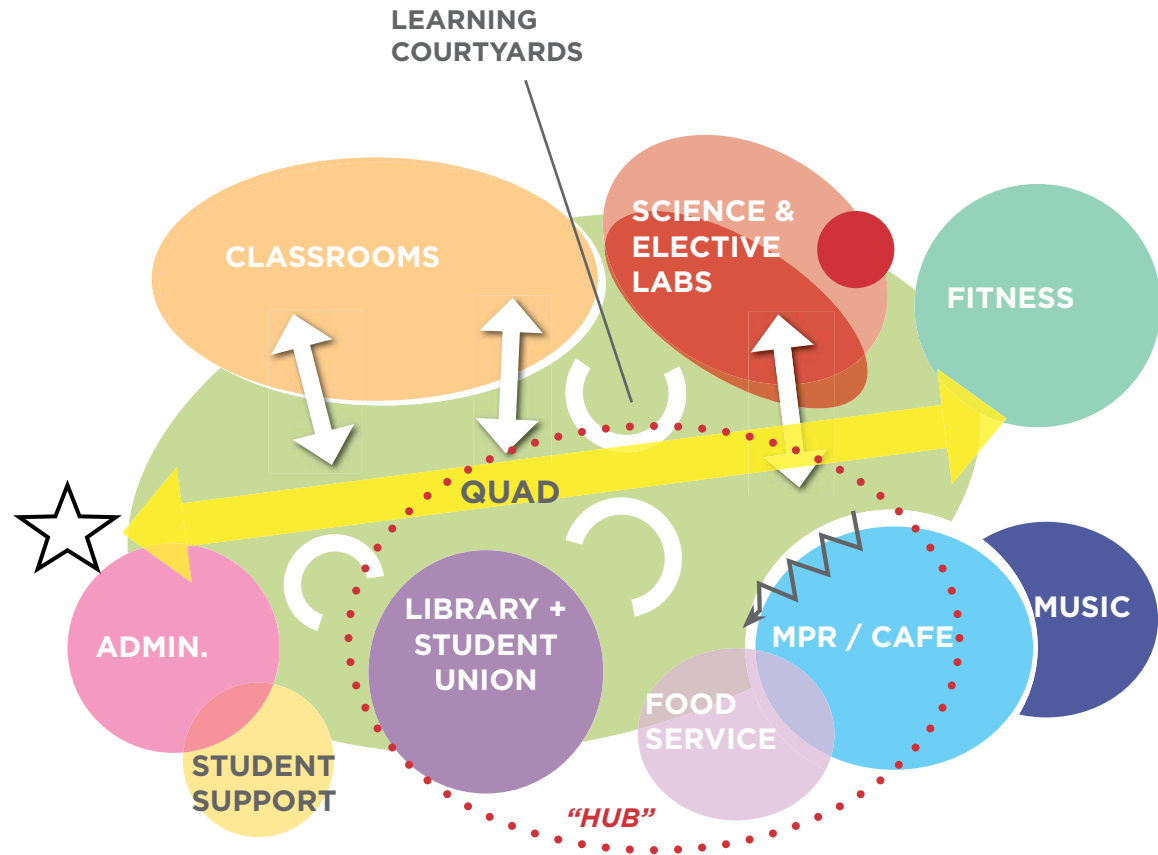 LEARNING
COURTYARDS
CLASSROOMS
SCIENCE &
ELECTIVE
LABS
FITNESS
QUAD
ADMIN.
LIBRARY +
STUDENT
UNION
MPR / CAFE
MUSIC
FOOD
SERVICE
STUDENT
SUPPORT
“HUB”